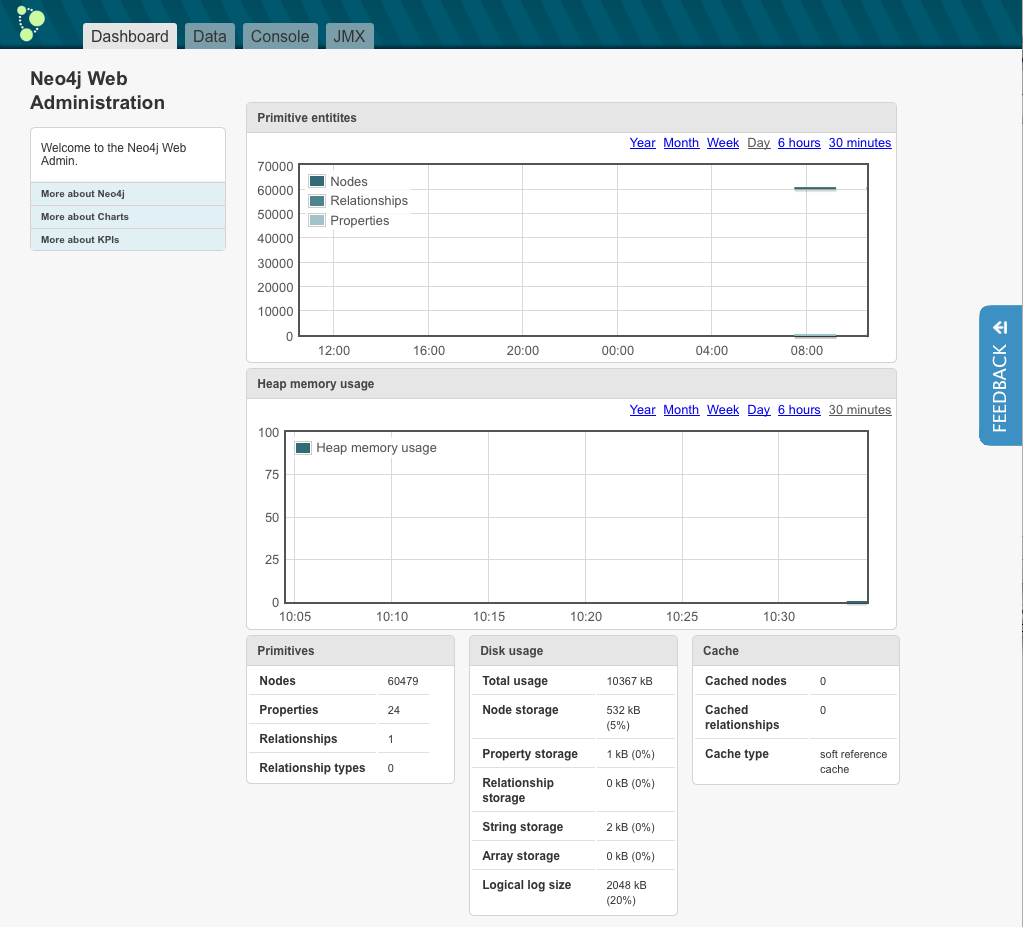 Dashboard Data Console JMX
Neo4j Web
Administration
Welcome to the Neo4j Web
Admin.
More about Neo4j
More about Charts
More about KPIs
Primitive entitites
Year Month Week Day 6 hours 30 minutes
70000
60000
50000
40000
30000
20000
10000
0
Nodes
Relationships
Properties
12:00 16:00 20:00 00:00 04:00 08:00
Heap memory usage
Year Month Week Day 6 hours 30 minutes
100
75
50
25
0
Heap memory usage
10:05 10:10 10:15 10:20 10:25 10:30
Primitives
Nodes 60479
Properties 24
Relationships 1
Relationship types 0
Disk usage
Total usage 10367 kB
Node storage 532 kB
(5%)
Property storage 1 kB (0%)
Relationship 0 kB (0%)
storage
String storage 2 kB (0%)
Array storage 0 kB (0%)
Logical log size 2048 kB
(20%)
Cache
Cached nodes 0
Cached 0
relationships
Cache type soft reference
cache
FEEDBACK